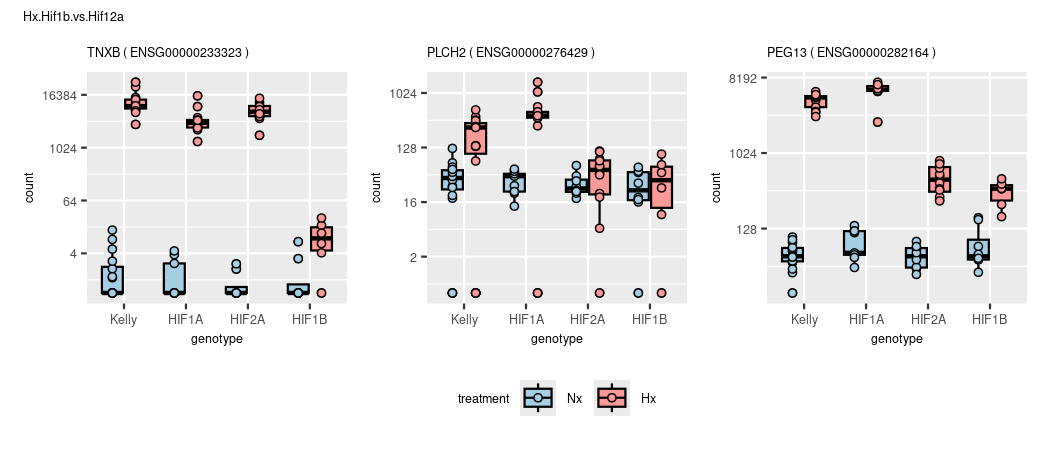 Hx.Hif1b.vs.Hif12a
TNXB ( ENSG00000233323 )
16384
1024
64
4
count
Kelly HIF1A HIF2A HIF1B
genotype
PLCH2 ( ENSG00000276429 )
1024
128
16
2
count
Kelly HIF1A HIF2A HIF1B
genotype
PEG13 ( ENSG00000282164 )
8192
1024
128
count
Kelly HIF1A HIF2A HIF1B
genotype
treatment Nx Hx